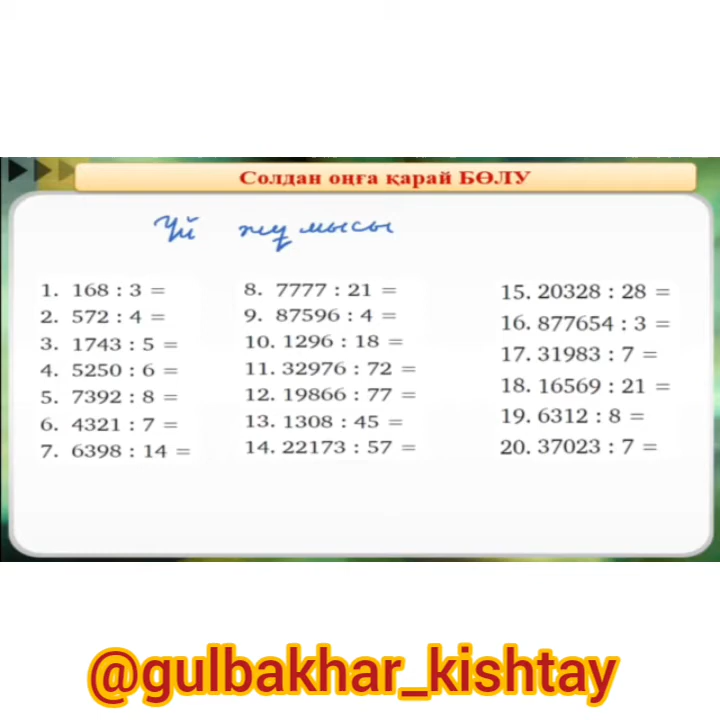 Солдан оңға қарай БӨЛУ
Үй жұмысы
1. 168 : 3 =
2. 572 : 4 =
3. 1743 : 5 =
4. 5250 : 6 =
5. 7392 : 8 =
6. 4321 : 7 =
7. 6398 : 14 =
8. 7777 : 21 =
9. 87596 : 4 =
10. 1296 : 18 =
11. 32976 : 72 =
12. 19866 : 77 =
13. 1308 : 45 =
14. 22173 : 57 =
15. 20328 : 28 =
16. 877654 : 3 =
17. 31983 : 7 =
18. 16569 : 21 =
19. 6312 : 8 =
20. 37023 : 7 =
@gulbakhar_kishtay